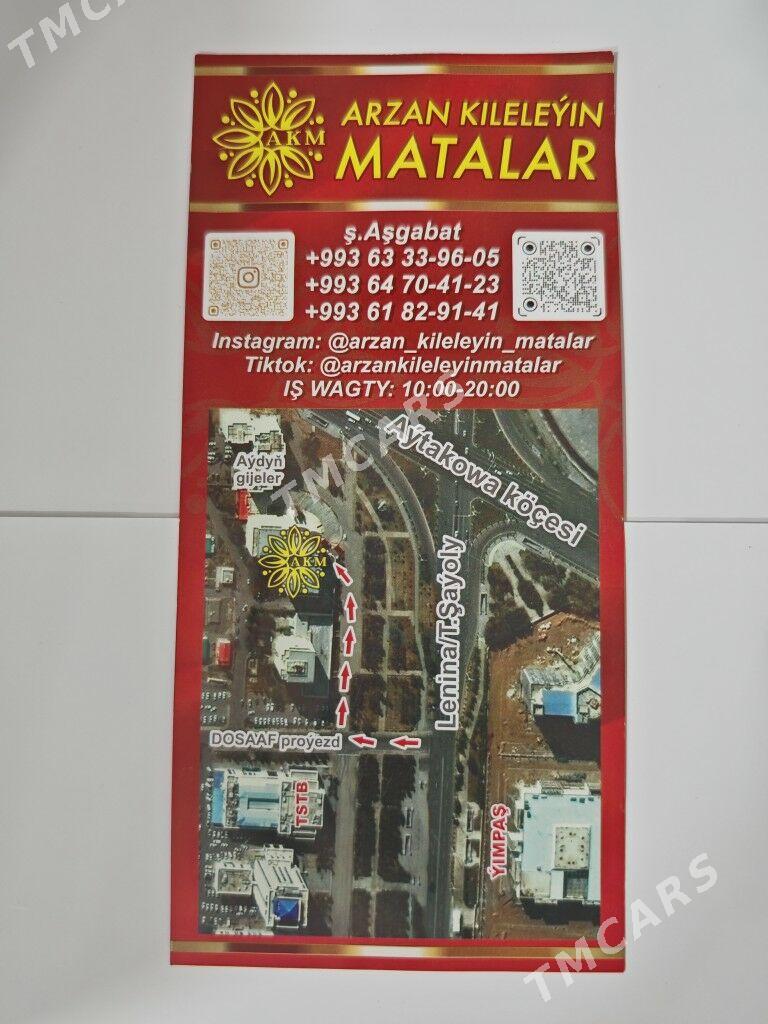 TMCARS
AKM
ARZAN KILELEÝIN
MATALAR
ş.Aşgabat
+993 63 33-96-05
+993 64 70-41-23
+993 61 82-91-41
Instagram: @arzan_kileleyin_matalar
Tiktok: @arzankileleyinmatalar
IŞ WAGTY: 10:00-20:00
TMCARS
Aýtakowa köçesi
Aýdyň
gijeler
AKM
Lenina/T.Şaýoly
DOSAAF proýezd
TSTB
ÝIMPAŞ
TMCARS